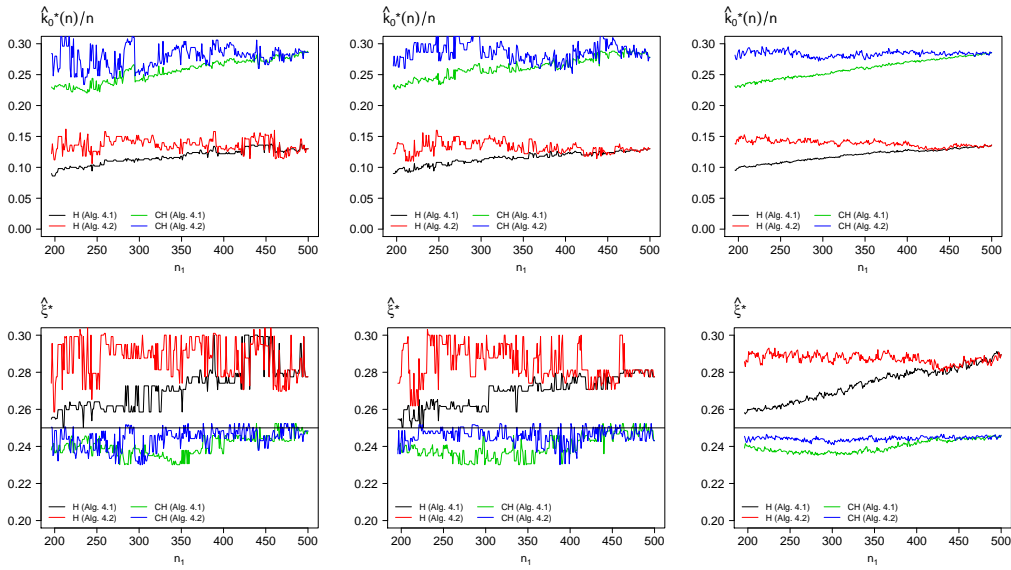 k̂₀*(n)/n
0.30
0.25
0.20
0.15
0.10
0.05
0.00
H (Alg. 4.1)
H (Alg. 4.2)
CH (Alg. 4.1)
CH (Alg. 4.2)
200 250 300 350 400 450 500
n₁
k̂₀*(n)/n
0.30
0.25
0.20
0.15
0.10
0.05
0.00
H (Alg. 4.1)
H (Alg. 4.2)
CH (Alg. 4.1)
CH (Alg. 4.2)
200 250 300 350 400 450 500
n₁
k̂₀*(n)/n
0.30
0.25
0.20
0.15
0.10
0.05
0.00
H (Alg. 4.1)
H (Alg. 4.2)
CH (Alg. 4.1)
CH (Alg. 4.2)
200 250 300 350 400 450 500
n₁
ξ̂*
0.30
0.28
0.26
0.24
0.22
0.20
H (Alg. 4.1)
H (Alg. 4.2)
CH (Alg. 4.1)
CH (Alg. 4.2)
200 250 300 350 400 450 500
n₁
ξ̂*
0.30
0.28
0.26
0.24
0.22
0.20
H (Alg. 4.1)
H (Alg. 4.2)
CH (Alg. 4.1)
CH (Alg. 4.2)
200 250 300 350 400 450 500
n₁
ξ̂*
0.30
0.28
0.26
0.24
0.22
0.20
H (Alg. 4.1)
H (Alg. 4.2)
CH (Alg. 4.1)
CH (Alg. 4.2)
200 250 300 350 400 450 500
n₁